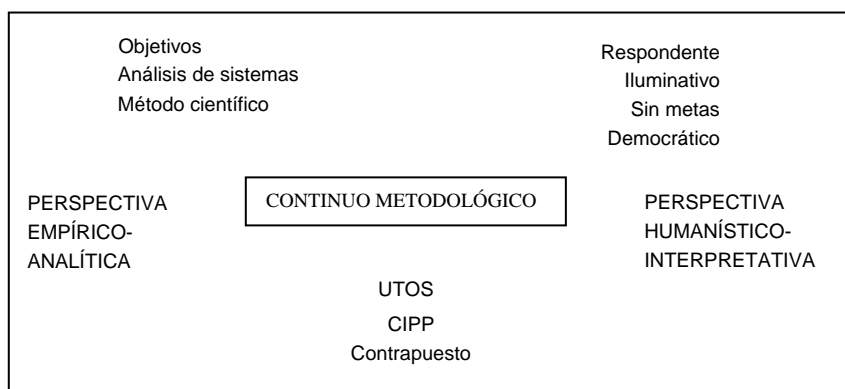 Objetivos
Análisis de sistemas
Método científico
Respondente
Iluminativo
Sin metas
Democrático
PERSPECTIVA
EMPÍRICO-
ANALÍTICA
CONTINUO METODOLÓGICO
PERSPECTIVA
HUMANÍSTICO-
INTERPRETATIVA
UTOS
CIPP
Contrapuesto